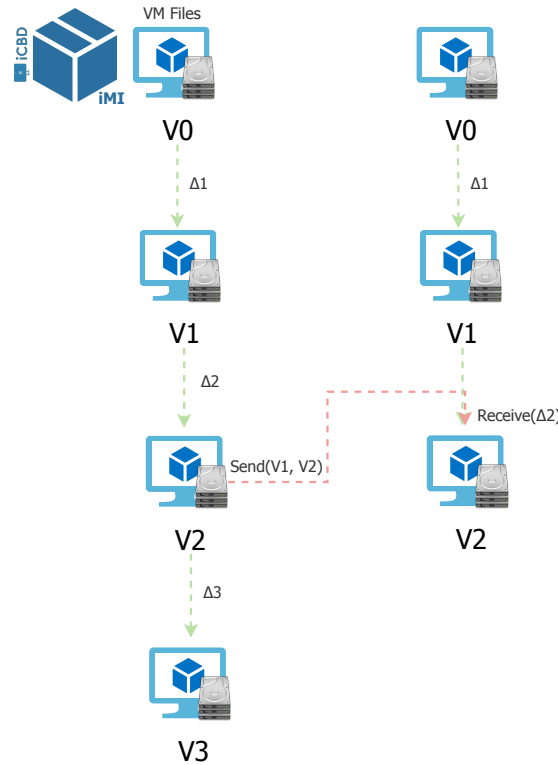 VM Files
iCBD
iMI
V0
V0
Δ1
Δ1
V1
V1
Δ2
Receive(Δ2)
Send(V1, V2)
V2
V2
Δ3
V3